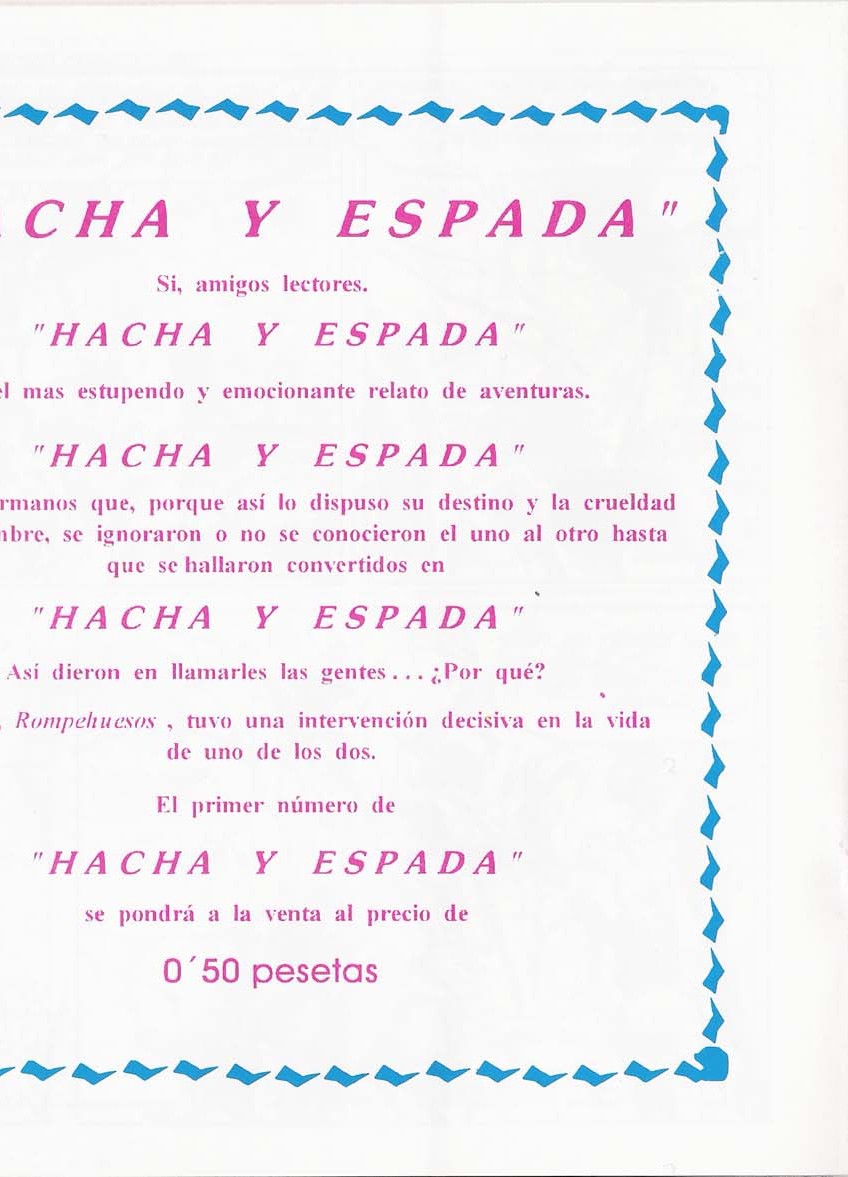 ACHA Y ESPADA"
Si, amigos lectores.
"HACHA Y ESPADA"
el mas estupendo y emocionante relato de aventuras.
"HACHA Y ESPADA"
rmanos que, porque así lo dispuso su destino y la crueldad
mbre, se ignoraron o no se conocieron el uno al otro hasta
que se hallaron convertidos en
"HACHA Y ESPADA"
Así dieron en llamarles las gentes... ¿Por qué?
, Rompehuesos , tuvo una intervención decisiva en la vida
de uno de los dos.
El primer número de
"HACHA Y ESPADA"
se pondrá a la venta al precio de
0´50 pesetas